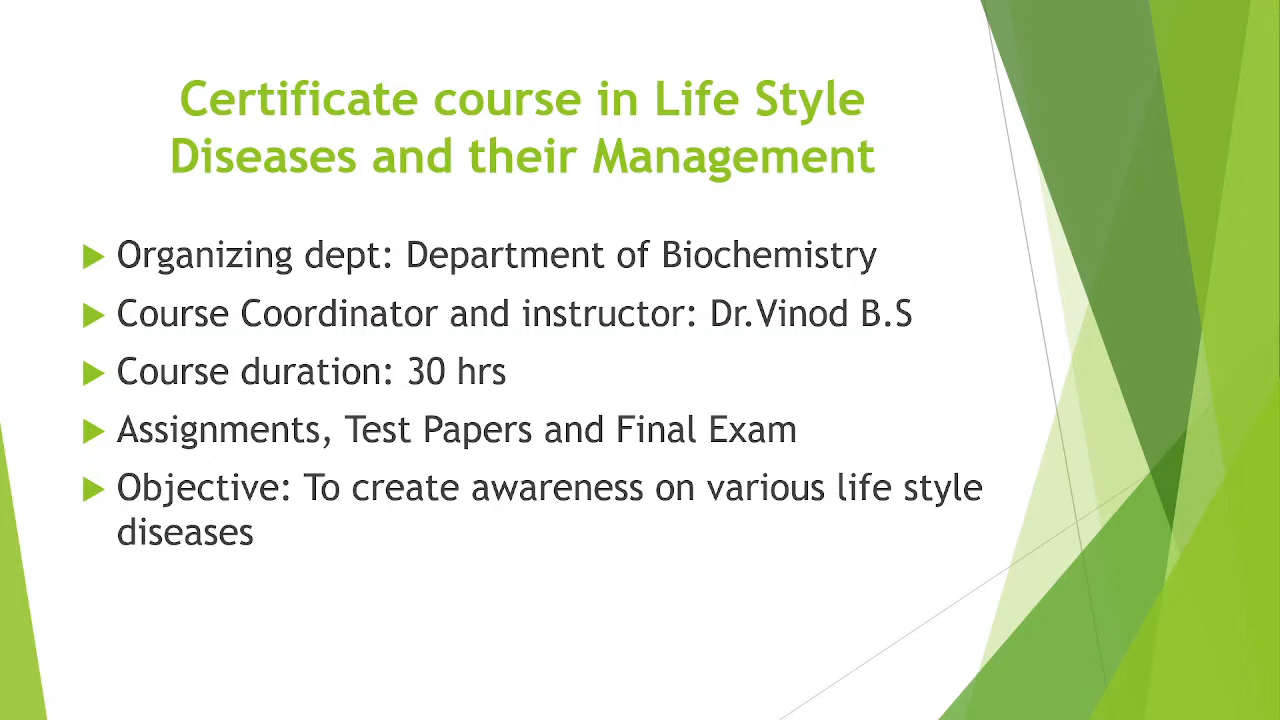 Certificate course in Life Style
Diseases and their Management
Organizing dept: Department of Biochemistry
Course Coordinator and instructor: Dr.Vinod B.S
Course duration: 30 hrs
Assignments, Test Papers and Final Exam
Objective: To create awareness on various life style
diseases